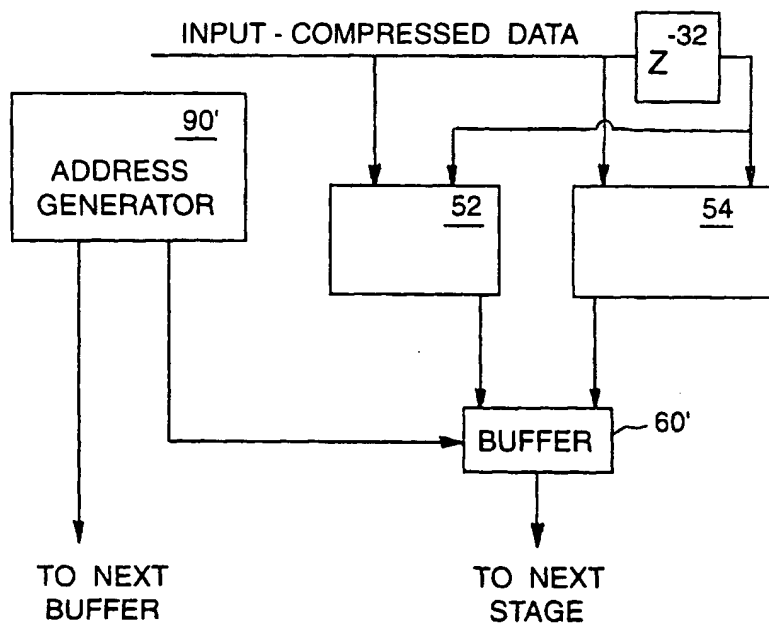 INPUT - COMPRESSED DATA
Z-32
90'
ADDRESS
GENERATOR
52
54
BUFFER
60'
TO NEXT
BUFFER
TO NEXT
STAGE